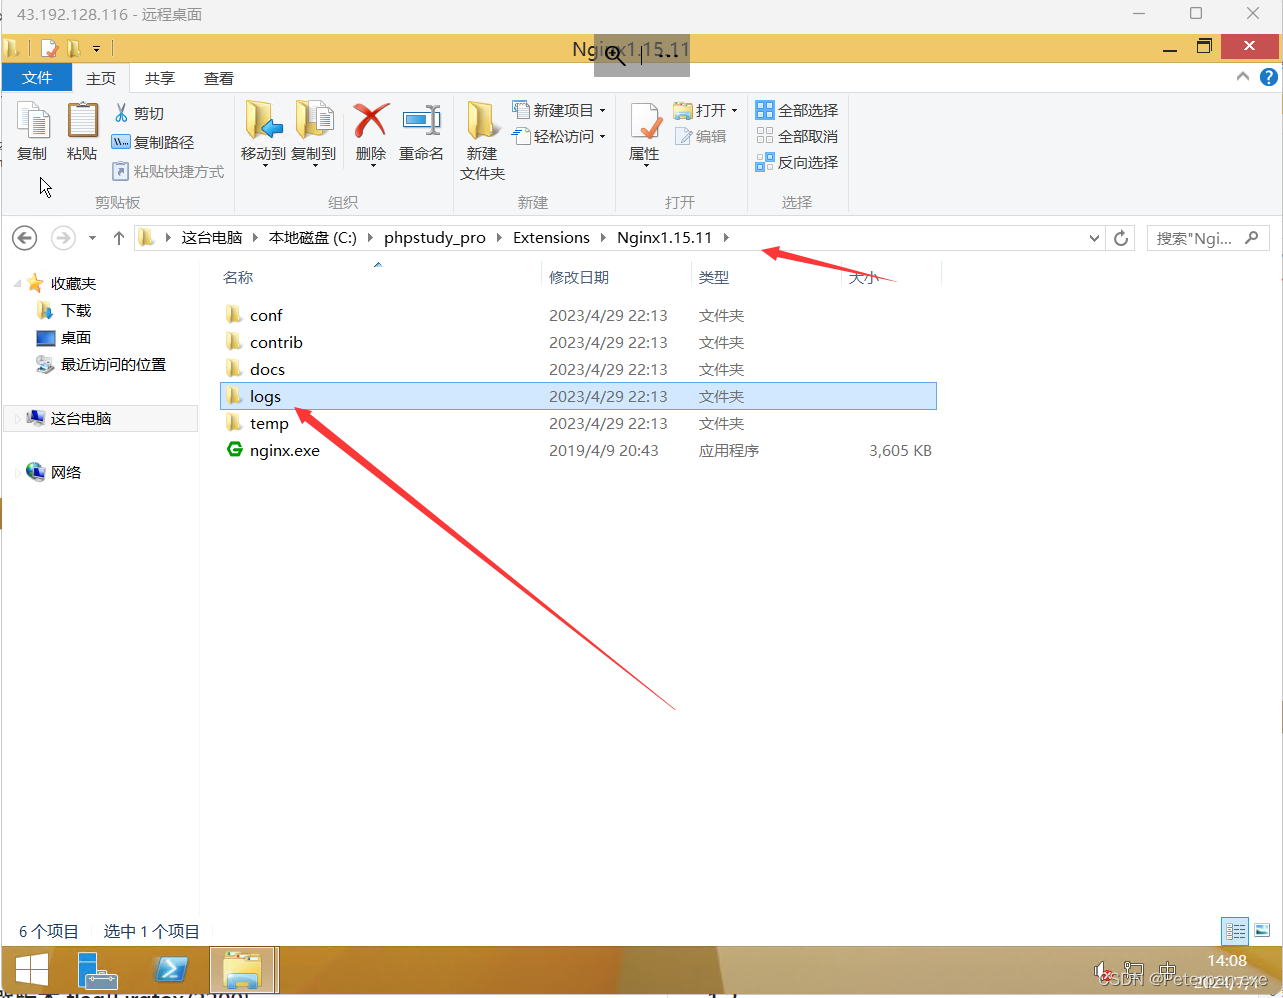 43.192.128.116 - 远程桌面
Nginx1.15.11
文件 主页 共享 查看
复制 粘贴 剪切 复制路径 粘贴快捷方式
剪贴板
移动到 复制到 删除 重命名
组织
新建文件夹 新建项目 轻松访问
新建
属性 打开 编辑
打开
全部选择 全部取消 反向选择
选择
这台电脑 本地磁盘 (C:) phpstudy_pro Extensions Nginx1.15.11
搜索"Ngi...
收藏夹
下载
桌面
最近访问的位置
这台电脑
网络
名称 修改日期 类型 大小
conf 2023/4/29 22:13 文件夹
contrib 2023/4/29 22:13 文件夹
docs 2023/4/29 22:13 文件夹
logs 2023/4/29 22:13 文件夹
temp 2023/4/29 22:13 文件夹
nginx.exe 2019/4/9 20:43 应用程序 3,605 KB
6 个项目 选中 1 个项目
中
14:08
CSDN @Peterpan.exe